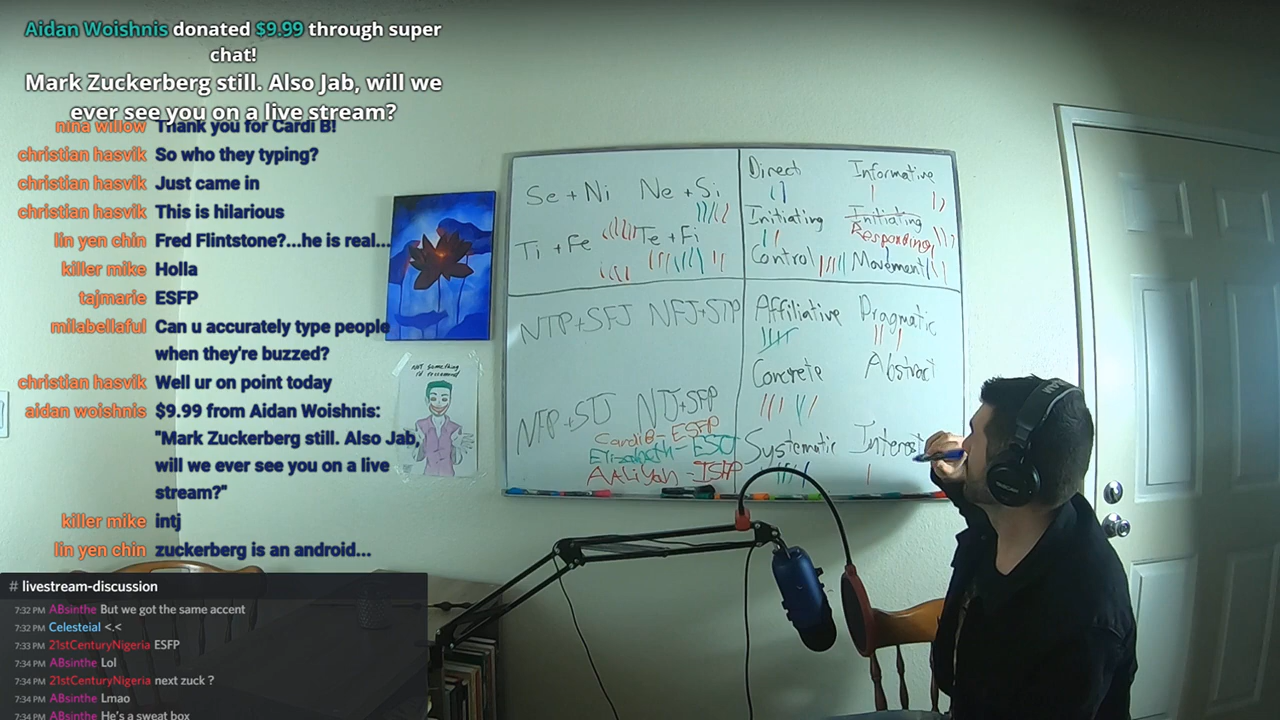 Aidan Woishnis donated $9.99 through super
chat!
Mark Zuckerberg still. Also Jab, will we
ever see you on a live stream?
nina willow Thank you for Cardi B!
christian hasvik So who they typing?
christian hasvik Just came in
christian hasvik This is hilarious
lin yen chin Fred Flintstone?...he is real...
killer mike Holla
tajmarie ESFP
milabellaful Can u accurately type people
when they're buzzed?
christian hasvik Well ur on point today
aidan woishnis $9.99 from Aidan Woishnis:
"Mark Zuckerberg still. Also Jab,
will we ever see you on a live
stream?"
killer mike intj
lin yen chin zuckerberg is an android...
# livestream-discussion
7:32 PM ABsinthe But we got the same accent
7:32 PM Celesteial <.<
7:33 PM 21stCenturyNigeria ESFP
7:34 PM ABsinthe Lol
7:34 PM 21stCenturyNigeria next zuck ?
7:34 PM ABsinthe Lmao
7:34 PM ABsinthe He's a sweat box
NOT something
I'd recommend
Se + Ni Ne + Si
Ti + Fe Te + Fi
NTP + SFJ NFJ + STP
NFP + STJ NTJ + SFP
Cardi B - ESFP
Elizabeth - ESTJ
AALiyah - ISFP
Direct Informative
Initiating Initiating
Responding
Control Movement
Affiliative Pragmatic
Concrete Abstract
Systematic Interest